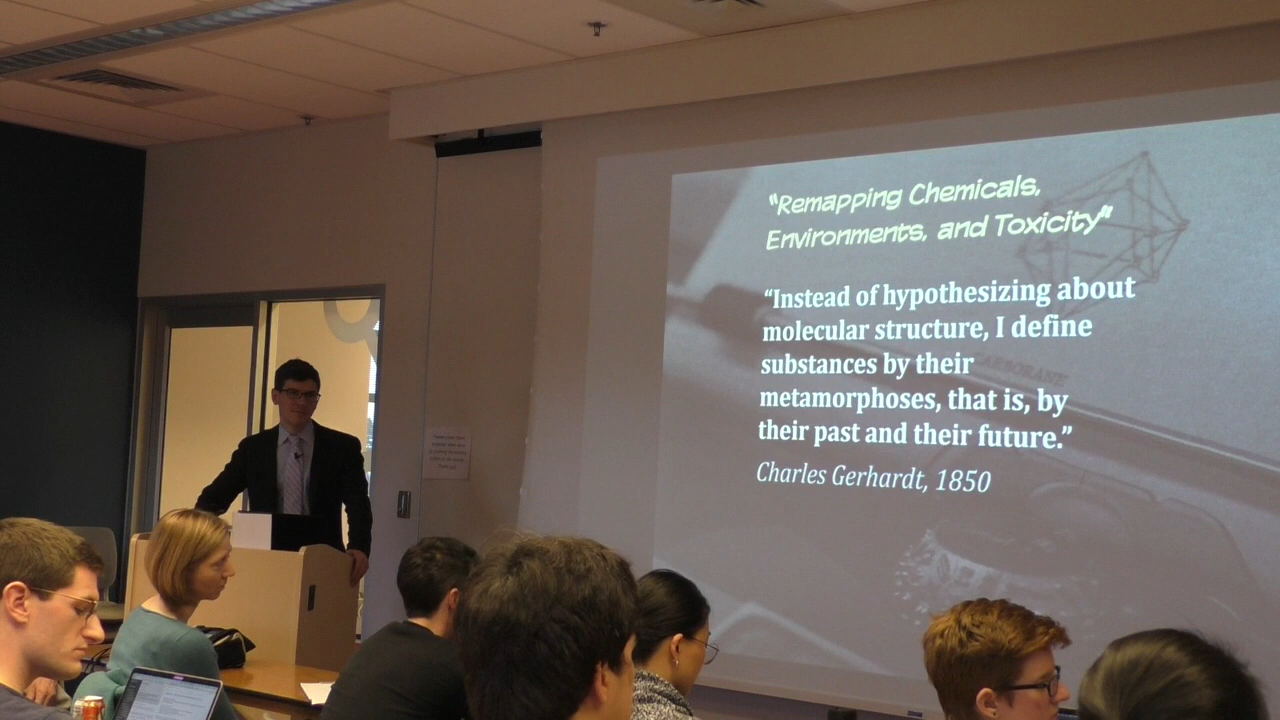 “Remapping Chemicals,
Environments, and Toxicity”
“Instead of hypothesizing about
molecular structure, I define
substances by their
metamorphoses, that is, by
their past and their future.”
Charles Gerhardt, 1850
CARBORANE